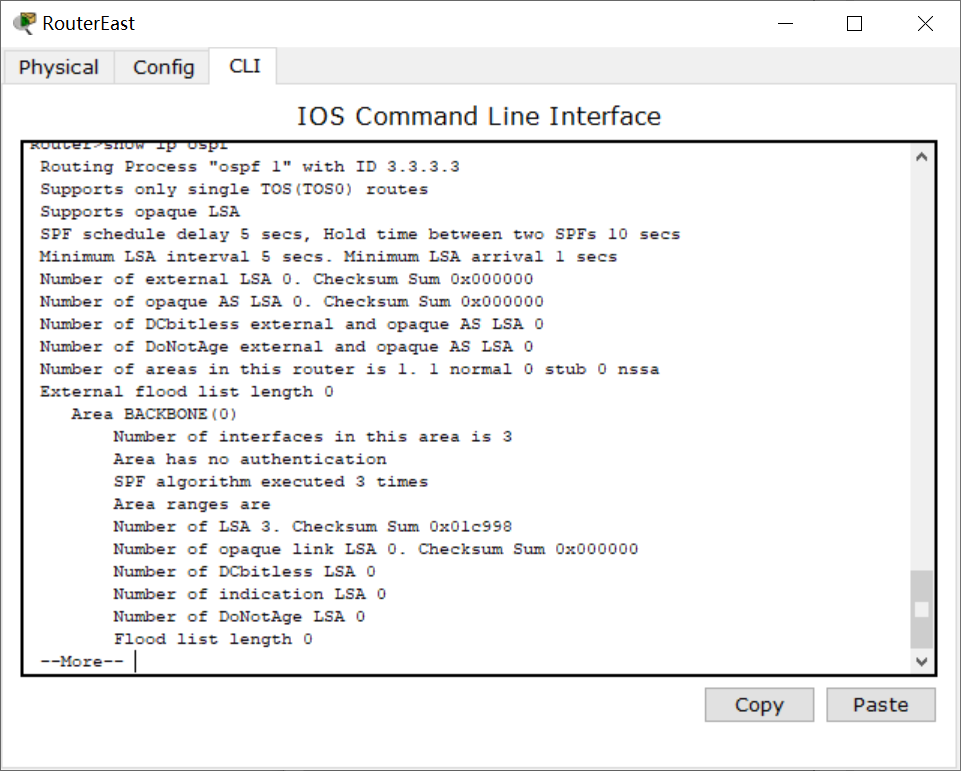 RouterEast
Physical Config CLI
IOS Command Line Interface
Router>show ip ospf
Routing Process "ospf 1" with ID 3.3.3.3
Supports only single TOS(TOS0) routes
Supports opaque LSA
SPF schedule delay 5 secs, Hold time between two SPFs 10 secs
Minimum LSA interval 5 secs. Minimum LSA arrival 1 secs
Number of external LSA 0. Checksum Sum 0x000000
Number of opaque AS LSA 0. Checksum Sum 0x000000
Number of DCbitless external and opaque AS LSA 0
Number of DoNotAge external and opaque AS LSA 0
Number of areas in this router is 1. 1 normal 0 stub 0 nssa
External flood list length 0
Area BACKBONE(0)
Number of interfaces in this area is 3
Area has no authentication
SPF algorithm executed 3 times
Area ranges are
Number of LSA 3. Checksum Sum 0x01c998
Number of opaque link LSA 0. Checksum Sum 0x000000
Number of DCbitless LSA 0
Number of indication LSA 0
Number of DoNotAge LSA 0
Flood list length 0
--More--
Copy Paste